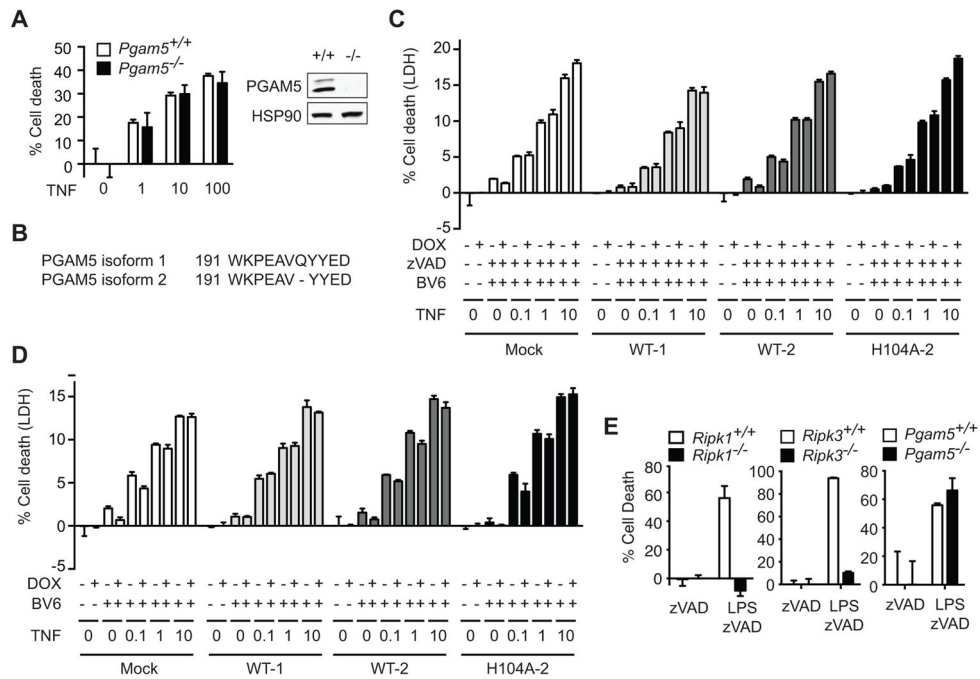 A
Pgam5+/+
Pgam5-/-
% Cell death
50
40
30
20
10
0
TNF 0 1 10 100
+/+ -/-
PGAM5
HSP90
B
PGAM5 isoform 1 191 WKPEAVQYYED
PGAM5 isoform 2 191 WKPEAV - YYED
C
% Cell death (LDH)
20
15
10
5
0
-5
DOX - + - + - + - + - + - + - + - + - + - + - + - + - + - + - + - + - + - + - + - +
zVAD - - + + + + + + + + - - + + + + + + + + - - + + + + + + + + - - + + + + + + + +
BV6 - - + + + + + + + + - - + + + + + + + + - - + + + + + + + + - - + + + + + + + +
TNF 0 0 0.1 1 10 0 0 0.1 1 10 0 0 0.1 1 10 0 0 0.1 1 10
Mock WT-1 WT-2 H104A-2
D
% Cell death (LDH)
15
10
5
0
-5
DOX - + - + - + - + - + - + - + - + - + - + - + - + - + - + - + - + - + - + - + - +
BV6 - - + + + + + + + + - - + + + + + + + + - - + + + + + + + + - - + + + + + + + +
TNF 0 0 0.1 1 10 0 0 0.1 1 10 0 0 0.1 1 10 0 0 0.1 1 10
Mock WT-1 WT-2 H104A-2
E
Ripk1+/+ Ripk3+/+ Pgam5+/+
Ripk1-/- Ripk3-/- Pgam5-/-
% Cell Death
80
60
40
20
0
zVAD LPS
zVAD
100
80
60
40
20
0
zVAD LPS
zVAD
80
60
40
20
0
zVAD LPS
zVAD